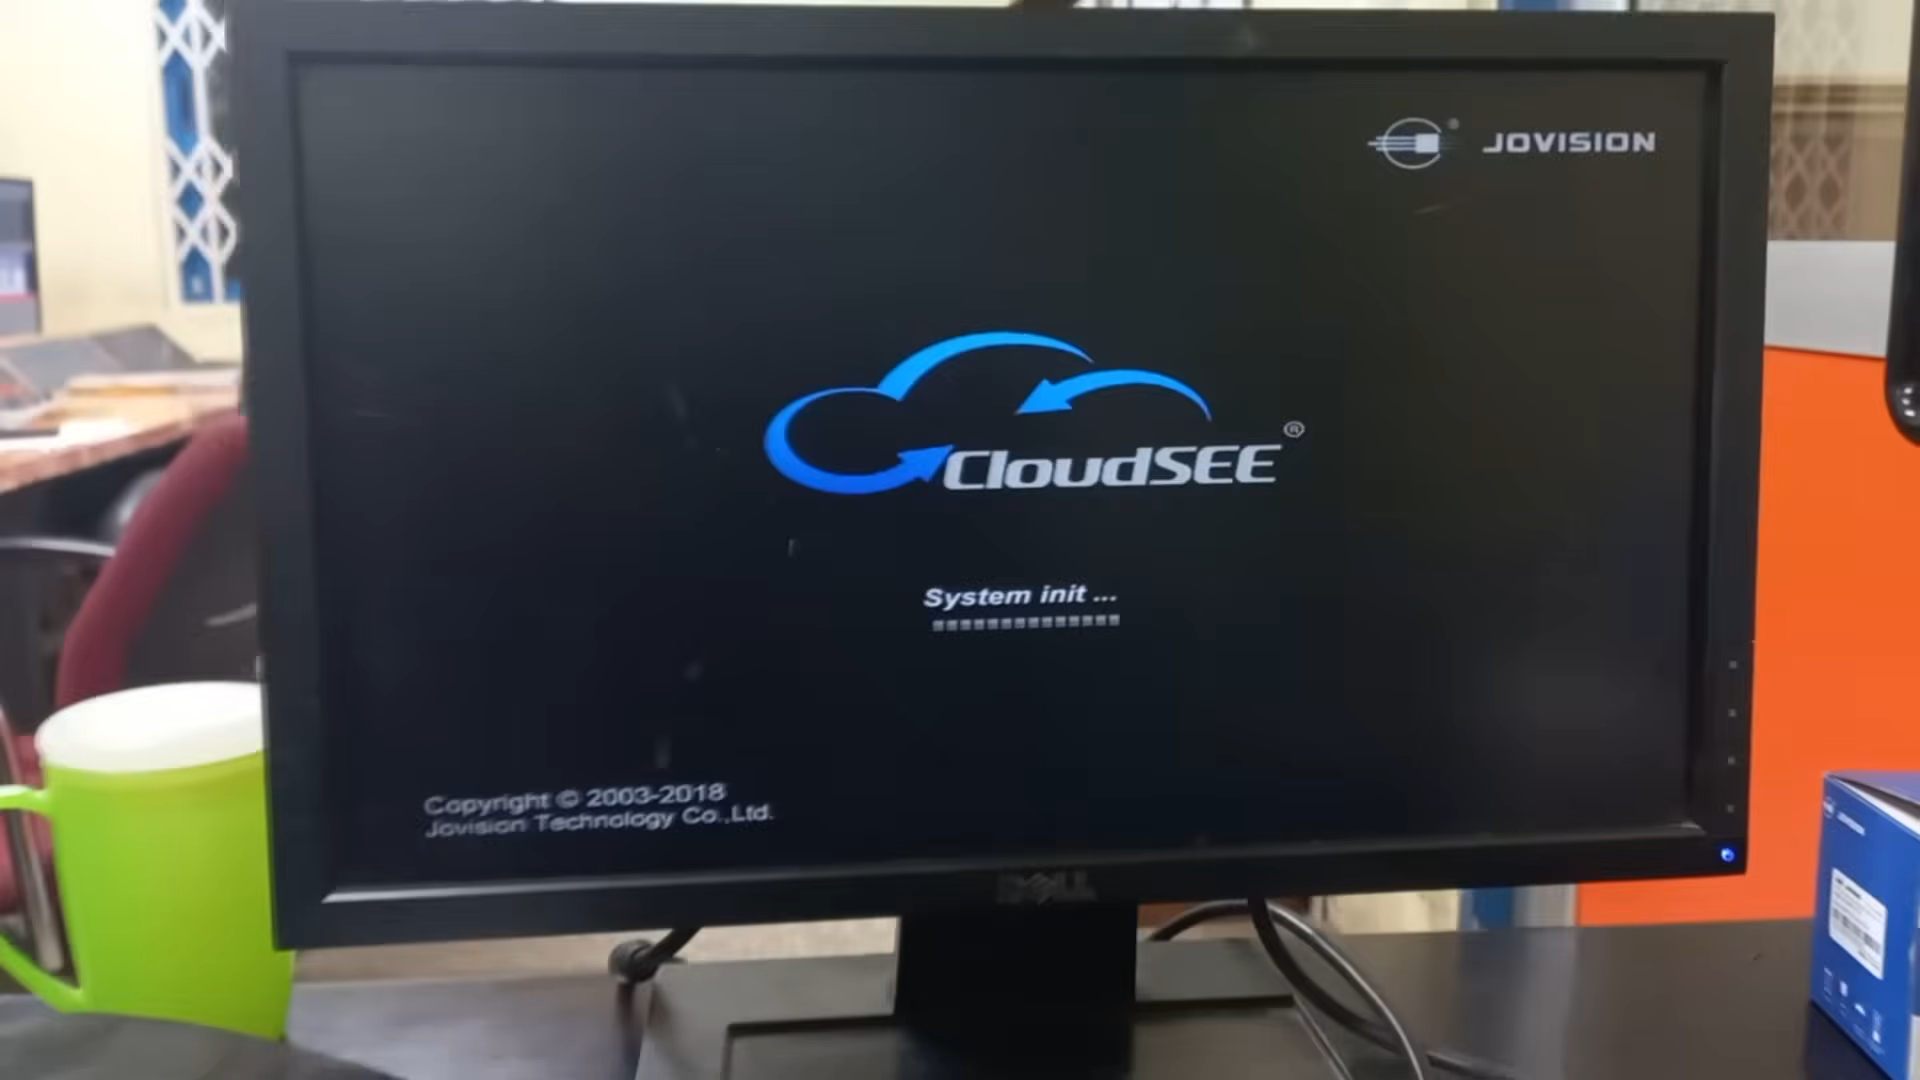 JOVISION
CloudSEE®
System init ...
Copyright © 2003-2018
Jovision Technology Co.,Ltd.
DELL